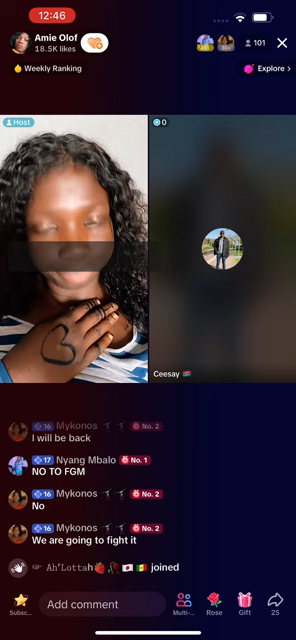 12:46
Amie Olof
18.5K likes
101
Weekly Ranking
Explore >
Host
0
Ceesay
16 Mykonos No. 2
I will be back
17 Nyang Mbalo No. 1
NO TO FGM
16 Mykonos No. 2
No
16 Mykonos No. 2
We are going to fight it
Ah'Lottah joined
Subsc...
Add comment
Multi-...
Rose
Gift
25